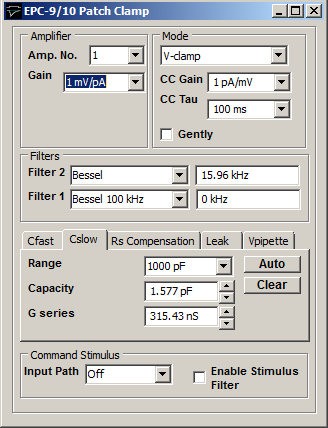 EPC-9/10 Patch Clamp
Amplifier
Amp. No. 1
Gain 1 mV/pA
Mode
V-clamp
CC Gain 1 pA/mV
CC Tau
100 ms
Gently
Filters
Filter 2 Bessel 15.96 kHz
Filter 1 Bessel 100 kHz 0 kHz
Cfast Cslow Rs Compensation Leak Vpipette
Range 1000 pF Auto
Capacity 1.577 pF Clear
G series 315.43 nS
Command Stimulus
Input Path Off Enable Stimulus
Filter